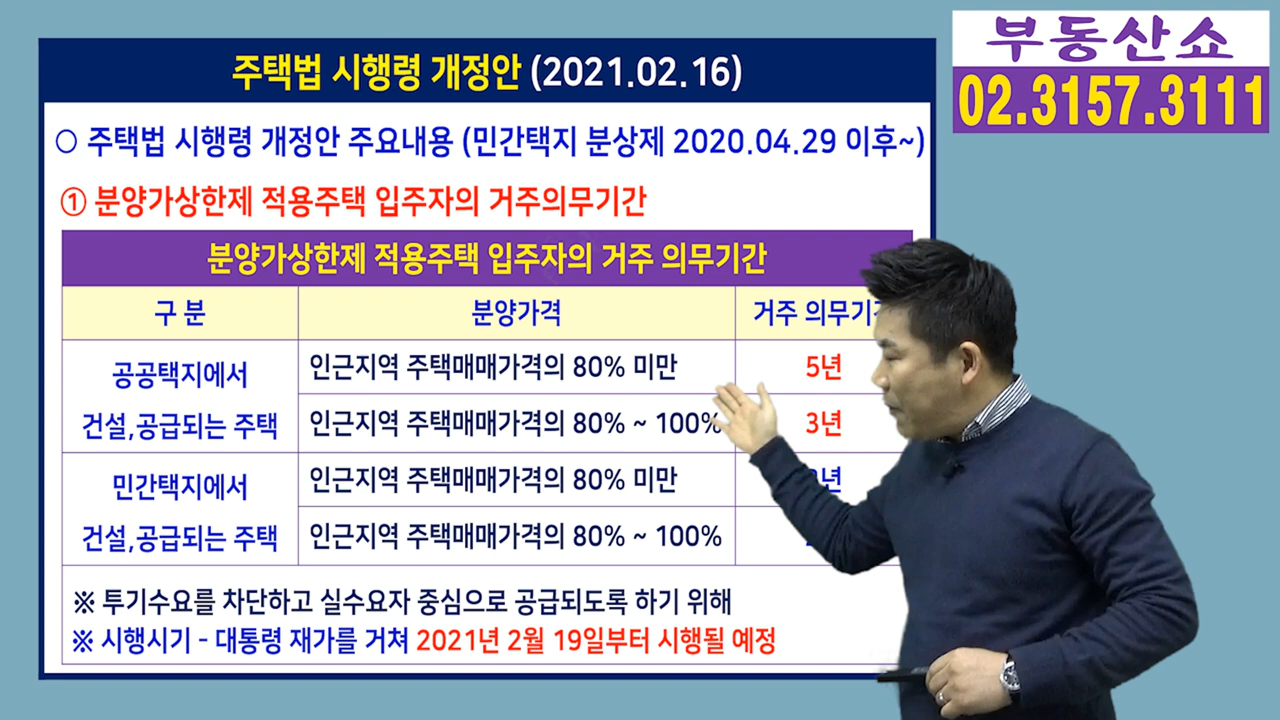 부동산쇼
02.3157.3111
주택법 시행령 개정안 (2021.02.16)
○ 주택법 시행령 개정안 주요내용 (민간택지 분상제 2020.04.29 이후~)
① 분양가상한제 적용주택 입주자의 거주의무기간
분양가상한제 적용주택 입주자의 거주 의무기간
구 분 분양가격 거주
공공택지에서
건설,공급되는 주택
인근지역 주택매매가격의 80% 미만 5년
인근지역 주택매매가격의 80% ~ 100% 3년
민간택지에서
건설,공급되는 주택
인근지역 주택매매가격의 80% 미만
인근지역 주택매매가격의 80% ~ 100%
※ 투기수요를 차단하고 실수요자 중심으로 공급되도록 하기 위해
※ 시행시기 - 대통령 재가를 거쳐 2021년 2월 19일부터 시행될 예정